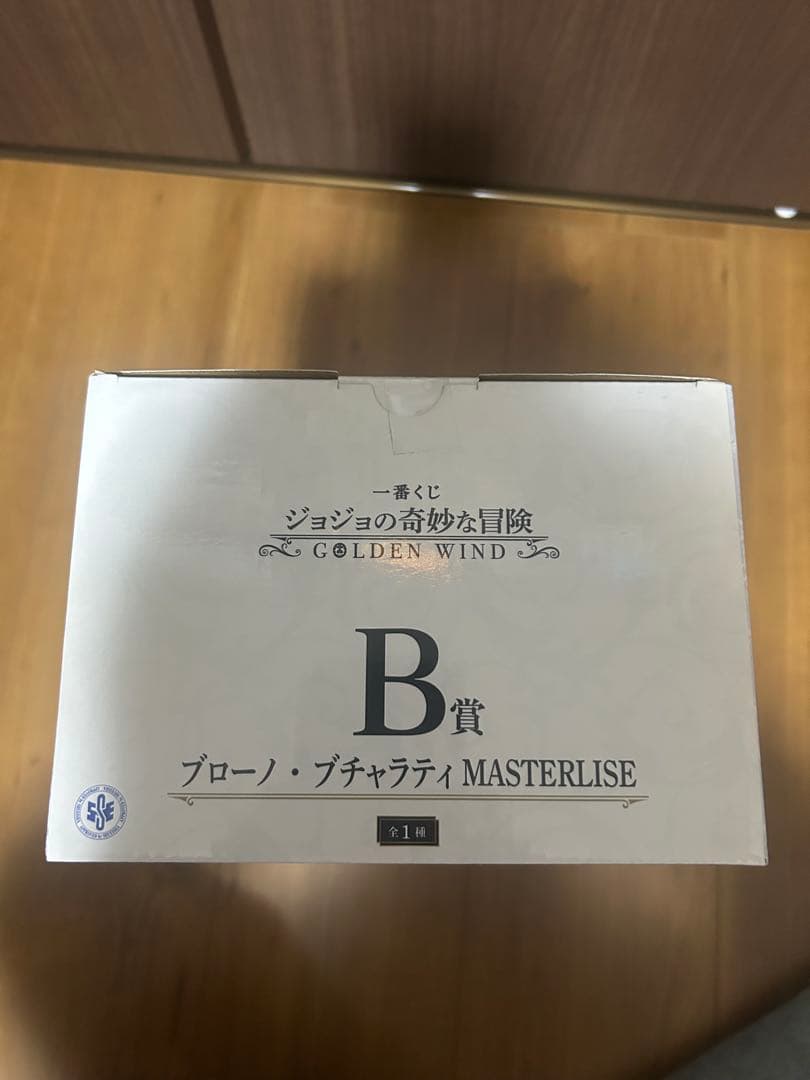 一番くじ
ジョジョの奇妙な冒険
GOLDEN WIND
B賞
ブローノ・ブチャラティ MASTERLISE
全1種